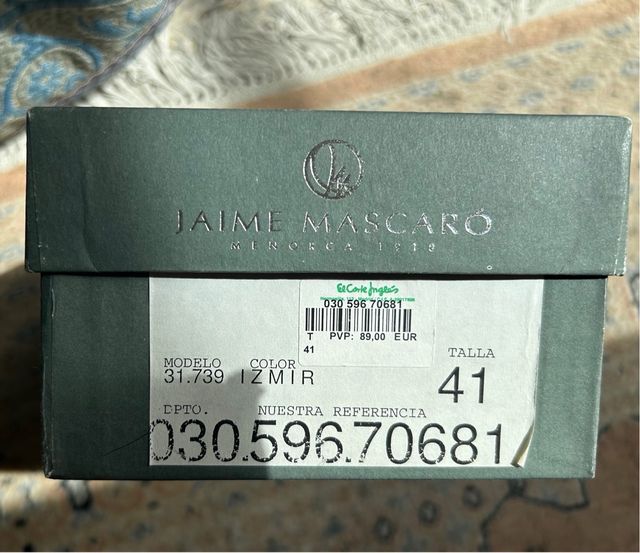 JAIME MASCARÓ
MENORCA 1918
El Corte Inglés
030 596 70681
T PVP: 89,00 EUR
41
MODELO COLOR TALLA
31.739 IZMIR 41
DPTO. NUESTRA REFERENCIA
030.596.70681